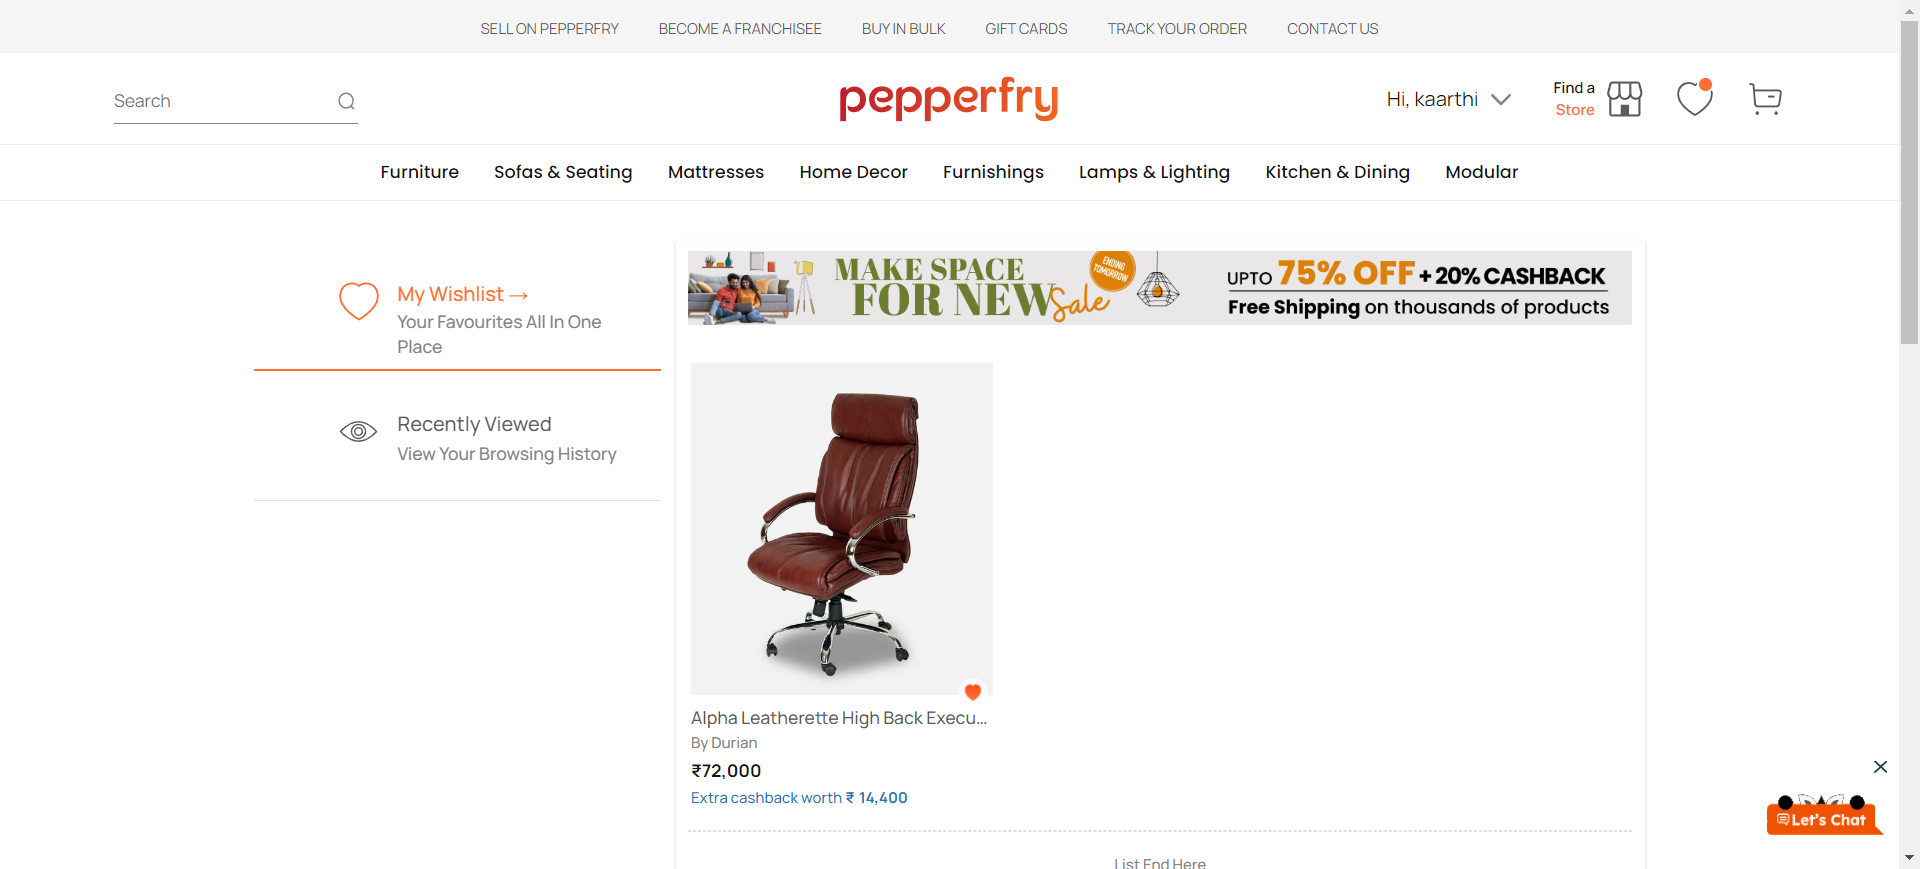 SELL ON PEPPERFRY BECOME A FRANCHISEE BUY IN BULK GIFT CARDS TRACK YOUR ORDER CONTACT US
Search
pepperfry
Hi, kaarthi
Find a
Store
Furniture Sofas & Seating Mattresses Home Decor Furnishings Lamps & Lighting Kitchen & Dining Modular
My Wishlist →
Your Favourites All In One
Place
Recently Viewed
View Your Browsing History
MAKE SPACE
FOR NEW
Sale
ENDING
TOMORROW
UPTO 75% OFF + 20% CASHBACK
Free Shipping on thousands of products
Alpha Leatherette High Back Execu...
By Durian
₹72,000
Extra cashback worth ₹ 14,400
List End Here
Let's Chat